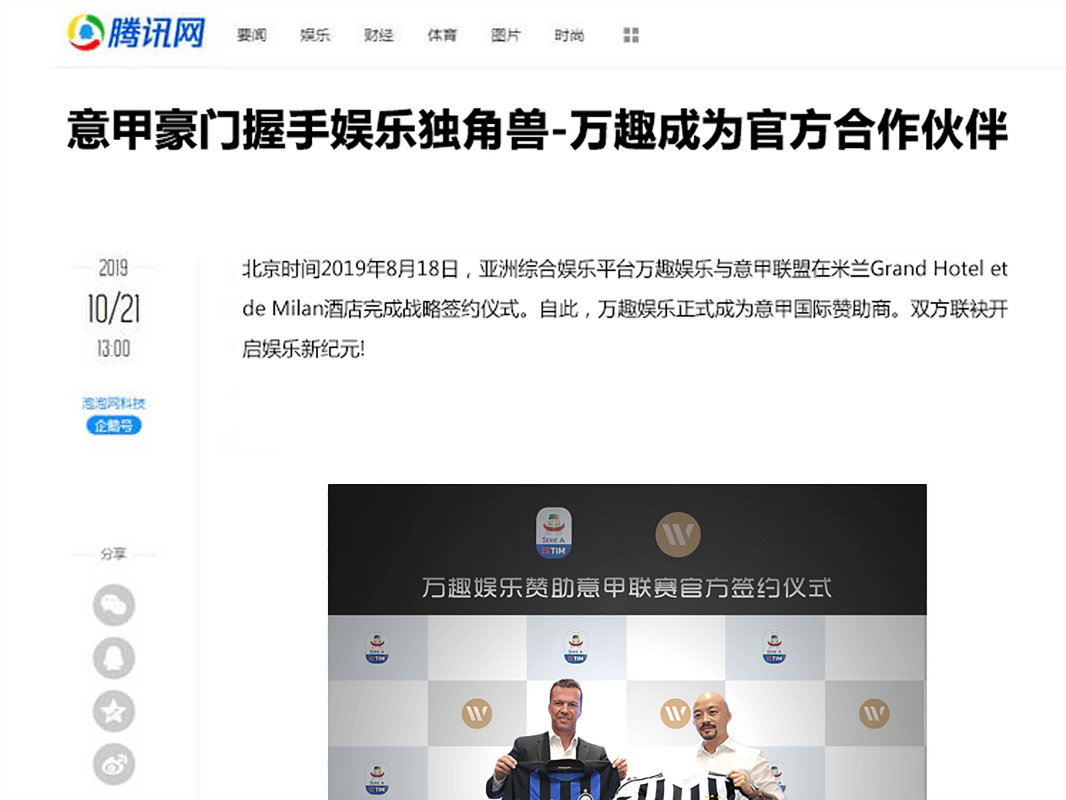 腾讯网
要闻 娱乐 财经 体育 图片 时尚
意甲豪门握手娱乐独角兽-万趣成为官方合作伙伴
2019
10/21
13:00
泡泡网科技
企鹅号
分享
北京时间2019年8月18日，亚洲综合娱乐平台万趣娱乐与意甲联盟在米兰Grand Hotel et
de Milan酒店完成战略签约仪式。自此，万趣娱乐正式成为意甲国际赞助商。双方联袂开
启娱乐新纪元!
SERIE A
TIM
W
万趣娱乐赞助意甲联赛官方签约仪式
SERIE A
TIM
SERIE A
TIM
SERIE A
TIM
W
W
W
SERIE A
TIM